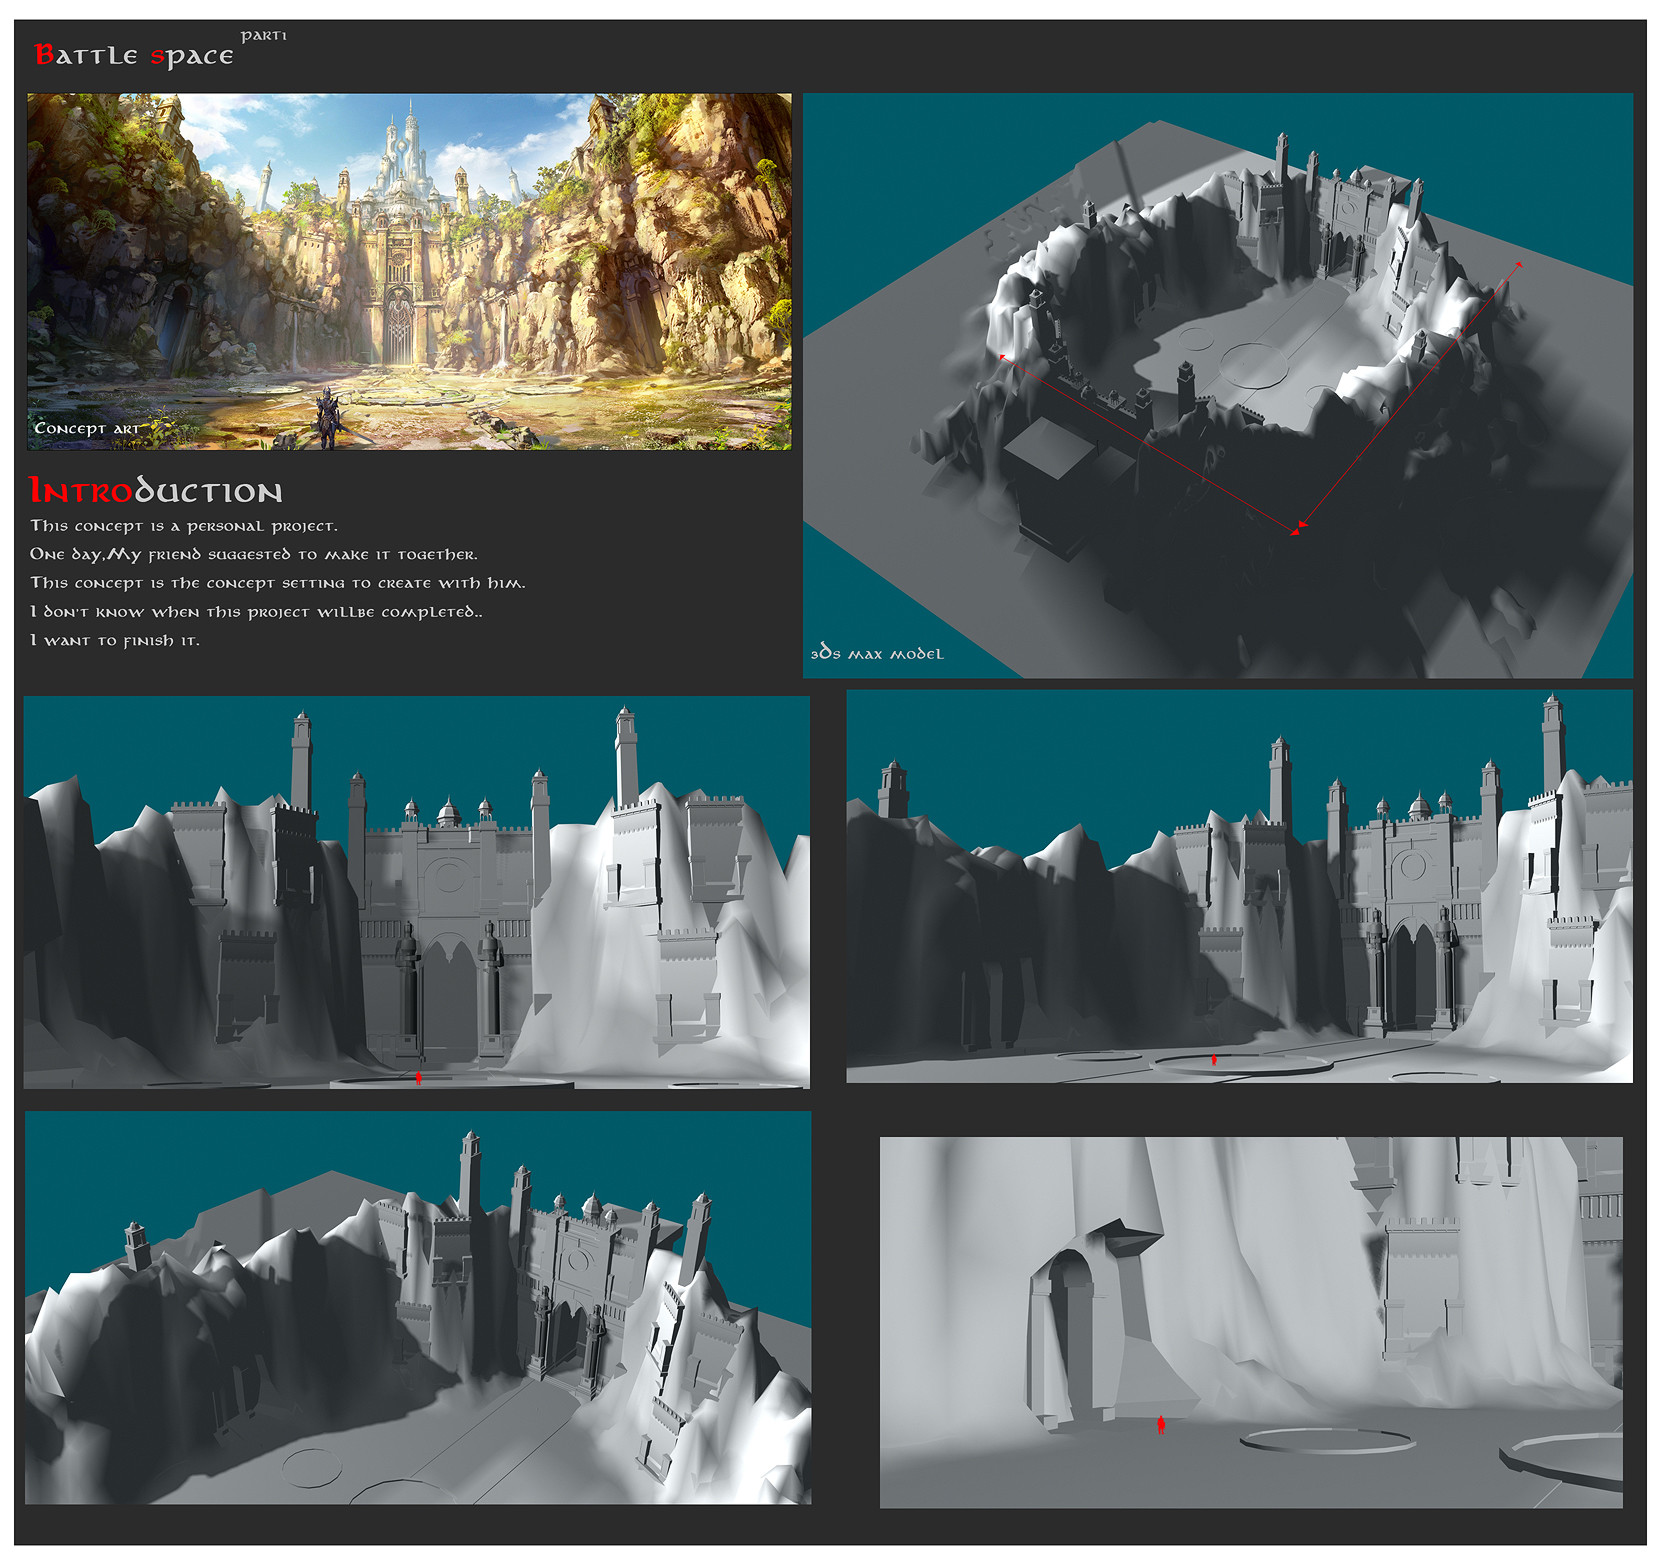 Battle space part1
Concept art
Introduction
This concept is a personal project.
One day,My friend suggested to make it together.
This concept is the concept setting to create with him.
I don't know when this project willbe completed..
I want to finish it.
3ds max model